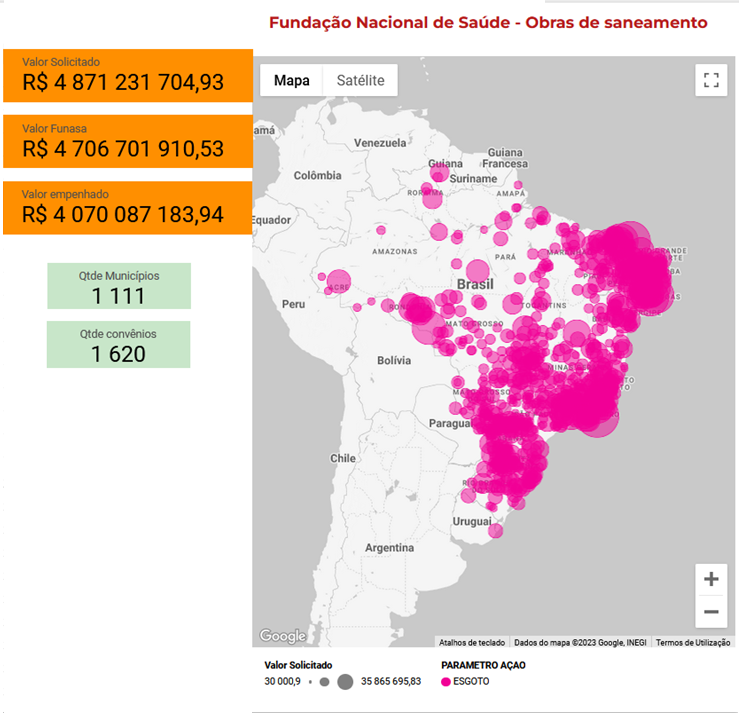 Fundação Nacional de Saúde - Obras de saneamento
Valor Solicitado
R$ 4 871 231 704,93
Valor Funasa
R$ 4 706 701 910,53
Valor empenhado
R$ 4 070 087 183,94
Qtde Municípios
1 111
Qtde convênios
1 620
Mapa
Satélite
amá
Venezuela
Guiana
Guiana
Francesa
Suriname
Colômbia
AMAPÁ
Equador
AMAZONAS
PARÁ
Brasil
ACRE
TOCANTINS
Peru
MATO GROSSO
Bolívia
Chile
Uruguai
Argentina
Google
Atalhos de teclado
Dados do mapa ©2023 Google, INEGI
Termos de Utilização
Valor Solicitado
30 000,9
35 865 695,83
PARAMETRO AÇAO
ESGOTO